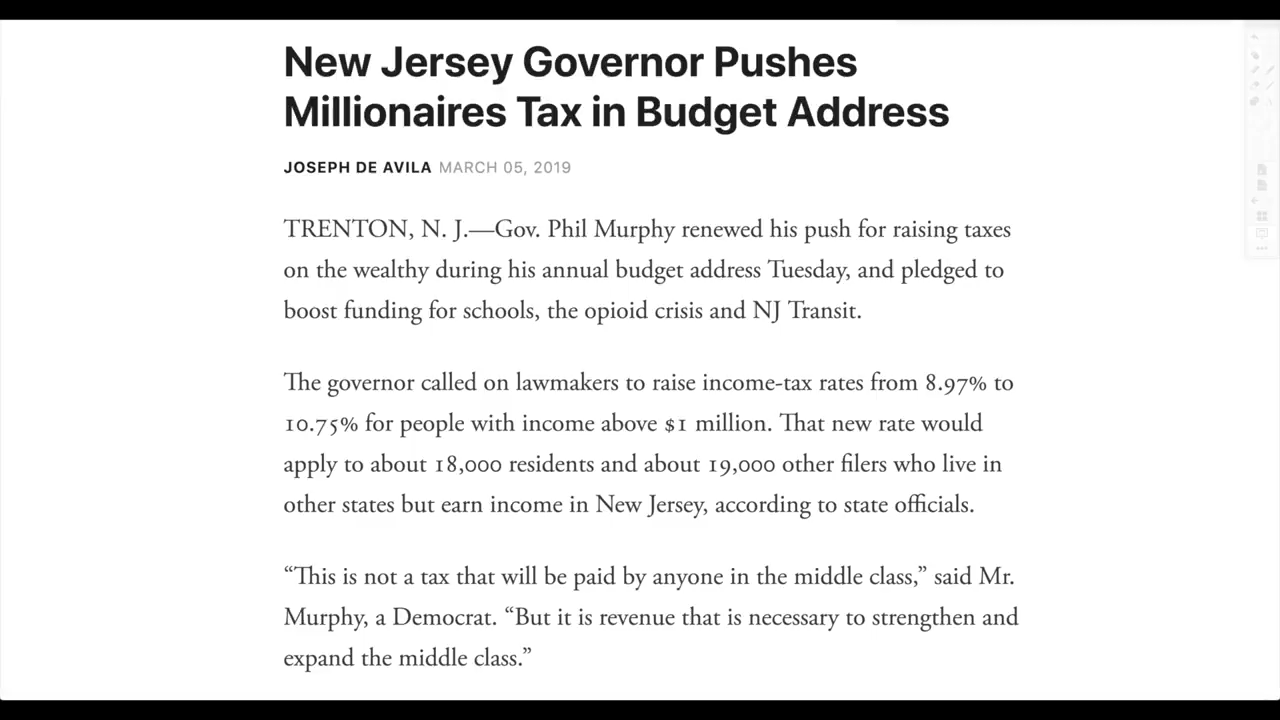 New Jersey Governor Pushes
Millionaires Tax in Budget Address
JOSEPH DE AVILA MARCH 05, 2019
TRENTON, N. J.—Gov. Phil Murphy renewed his push for raising taxes
on the wealthy during his annual budget address Tuesday, and pledged to
boost funding for schools, the opioid crisis and NJ Transit.
The governor called on lawmakers to raise income-tax rates from 8.97% to
10.75% for people with income above $1 million. That new rate would
apply to about 18,000 residents and about 19,000 other filers who live in
other states but earn income in New Jersey, according to state officials.
“This is not a tax that will be paid by anyone in the middle class,” said Mr.
Murphy, a Democrat. “But it is revenue that is necessary to strengthen and
expand the middle class.”